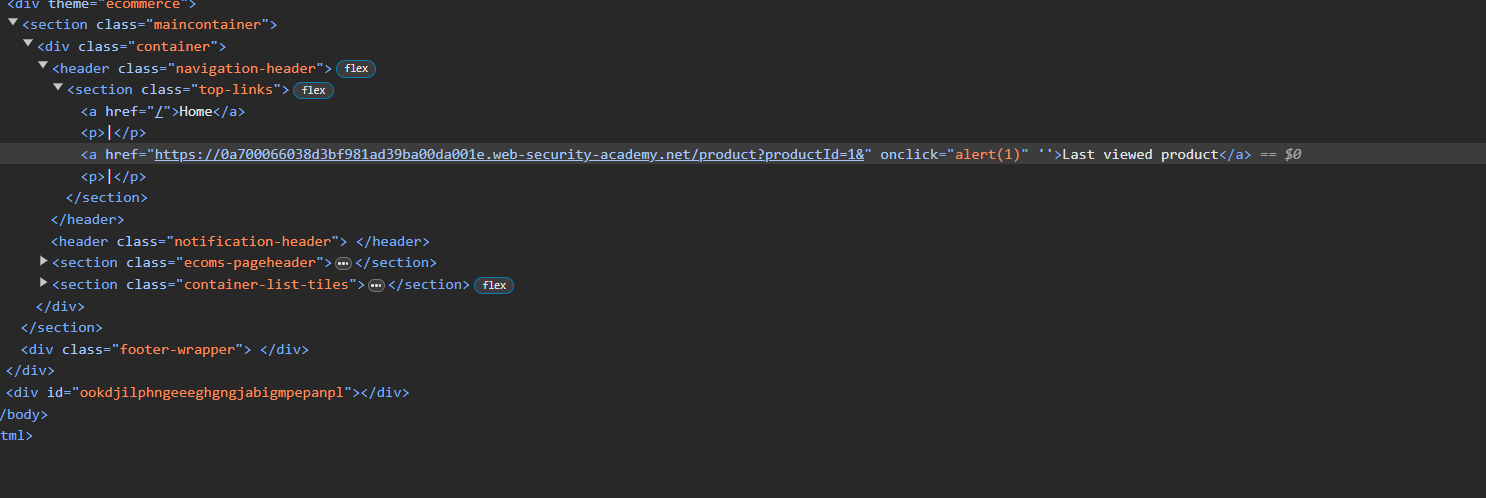 <div theme="ecommerce">
<section class="maincontainer">
<div class="container">
<header class="navigation-header"> flex
<section class="top-links"> flex
<a href="/">Home</a>
<p>|</p>
<a href="https://0a700066038d3bf981ad39ba00da001e.web-security-academy.net/product?productId=1&" onclick="alert(1)" ''>Last viewed product</a> == $0
<p>|</p>
</section>
</header>
<header class="notification-header"> </header>
<section class="ecoms-pageheader"> ••• </section>
<section class="container-list-tiles"> ••• </section> flex
</div>
</section>
<div class="footer-wrapper"> </div>
</div>
<div id="ookdjilphngeeeghgngjabigmpepanpl"></div>
/body>
tml>